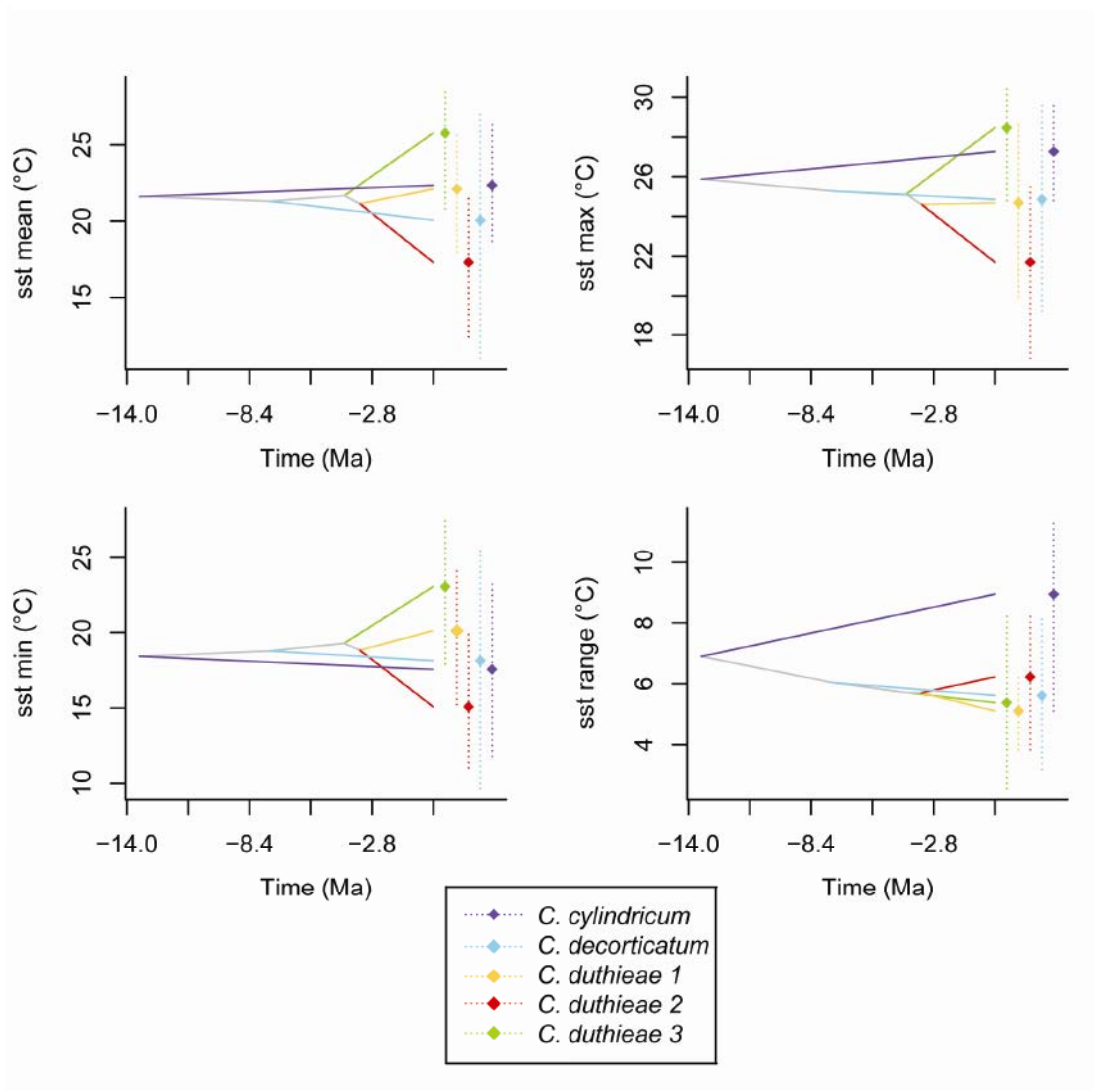 sst mean (°C)
25
20
15
−14.0 −8.4 −2.8
Time (Ma)
sst max (°C)
30
26
22
18
−14.0 −8.4 −2.8
Time (Ma)
sst min (°C)
25
20
15
10
−14.0 −8.4 −2.8
Time (Ma)
sst range (°C)
10
8
6
4
−14.0 −8.4 −2.8
Time (Ma)
C. cylindricum
C. decorticatum
C. duthieae 1
C. duthieae 2
C. duthieae 3